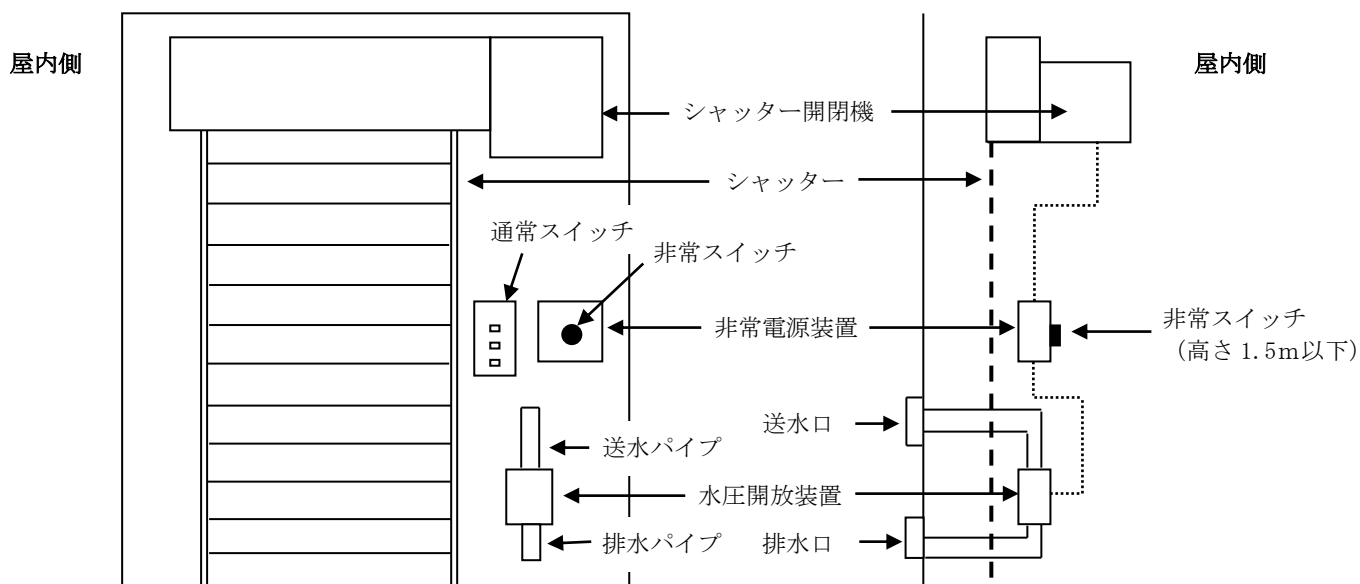 屋内側
屋内側
シャッター開閉機
シャッター
通常スイッチ
非常スイッチ
非常電源装置
非常スイッチ
(高さ 1.5m以下)
送水口
送水パイプ
水圧開放装置
排水パイプ
排水口